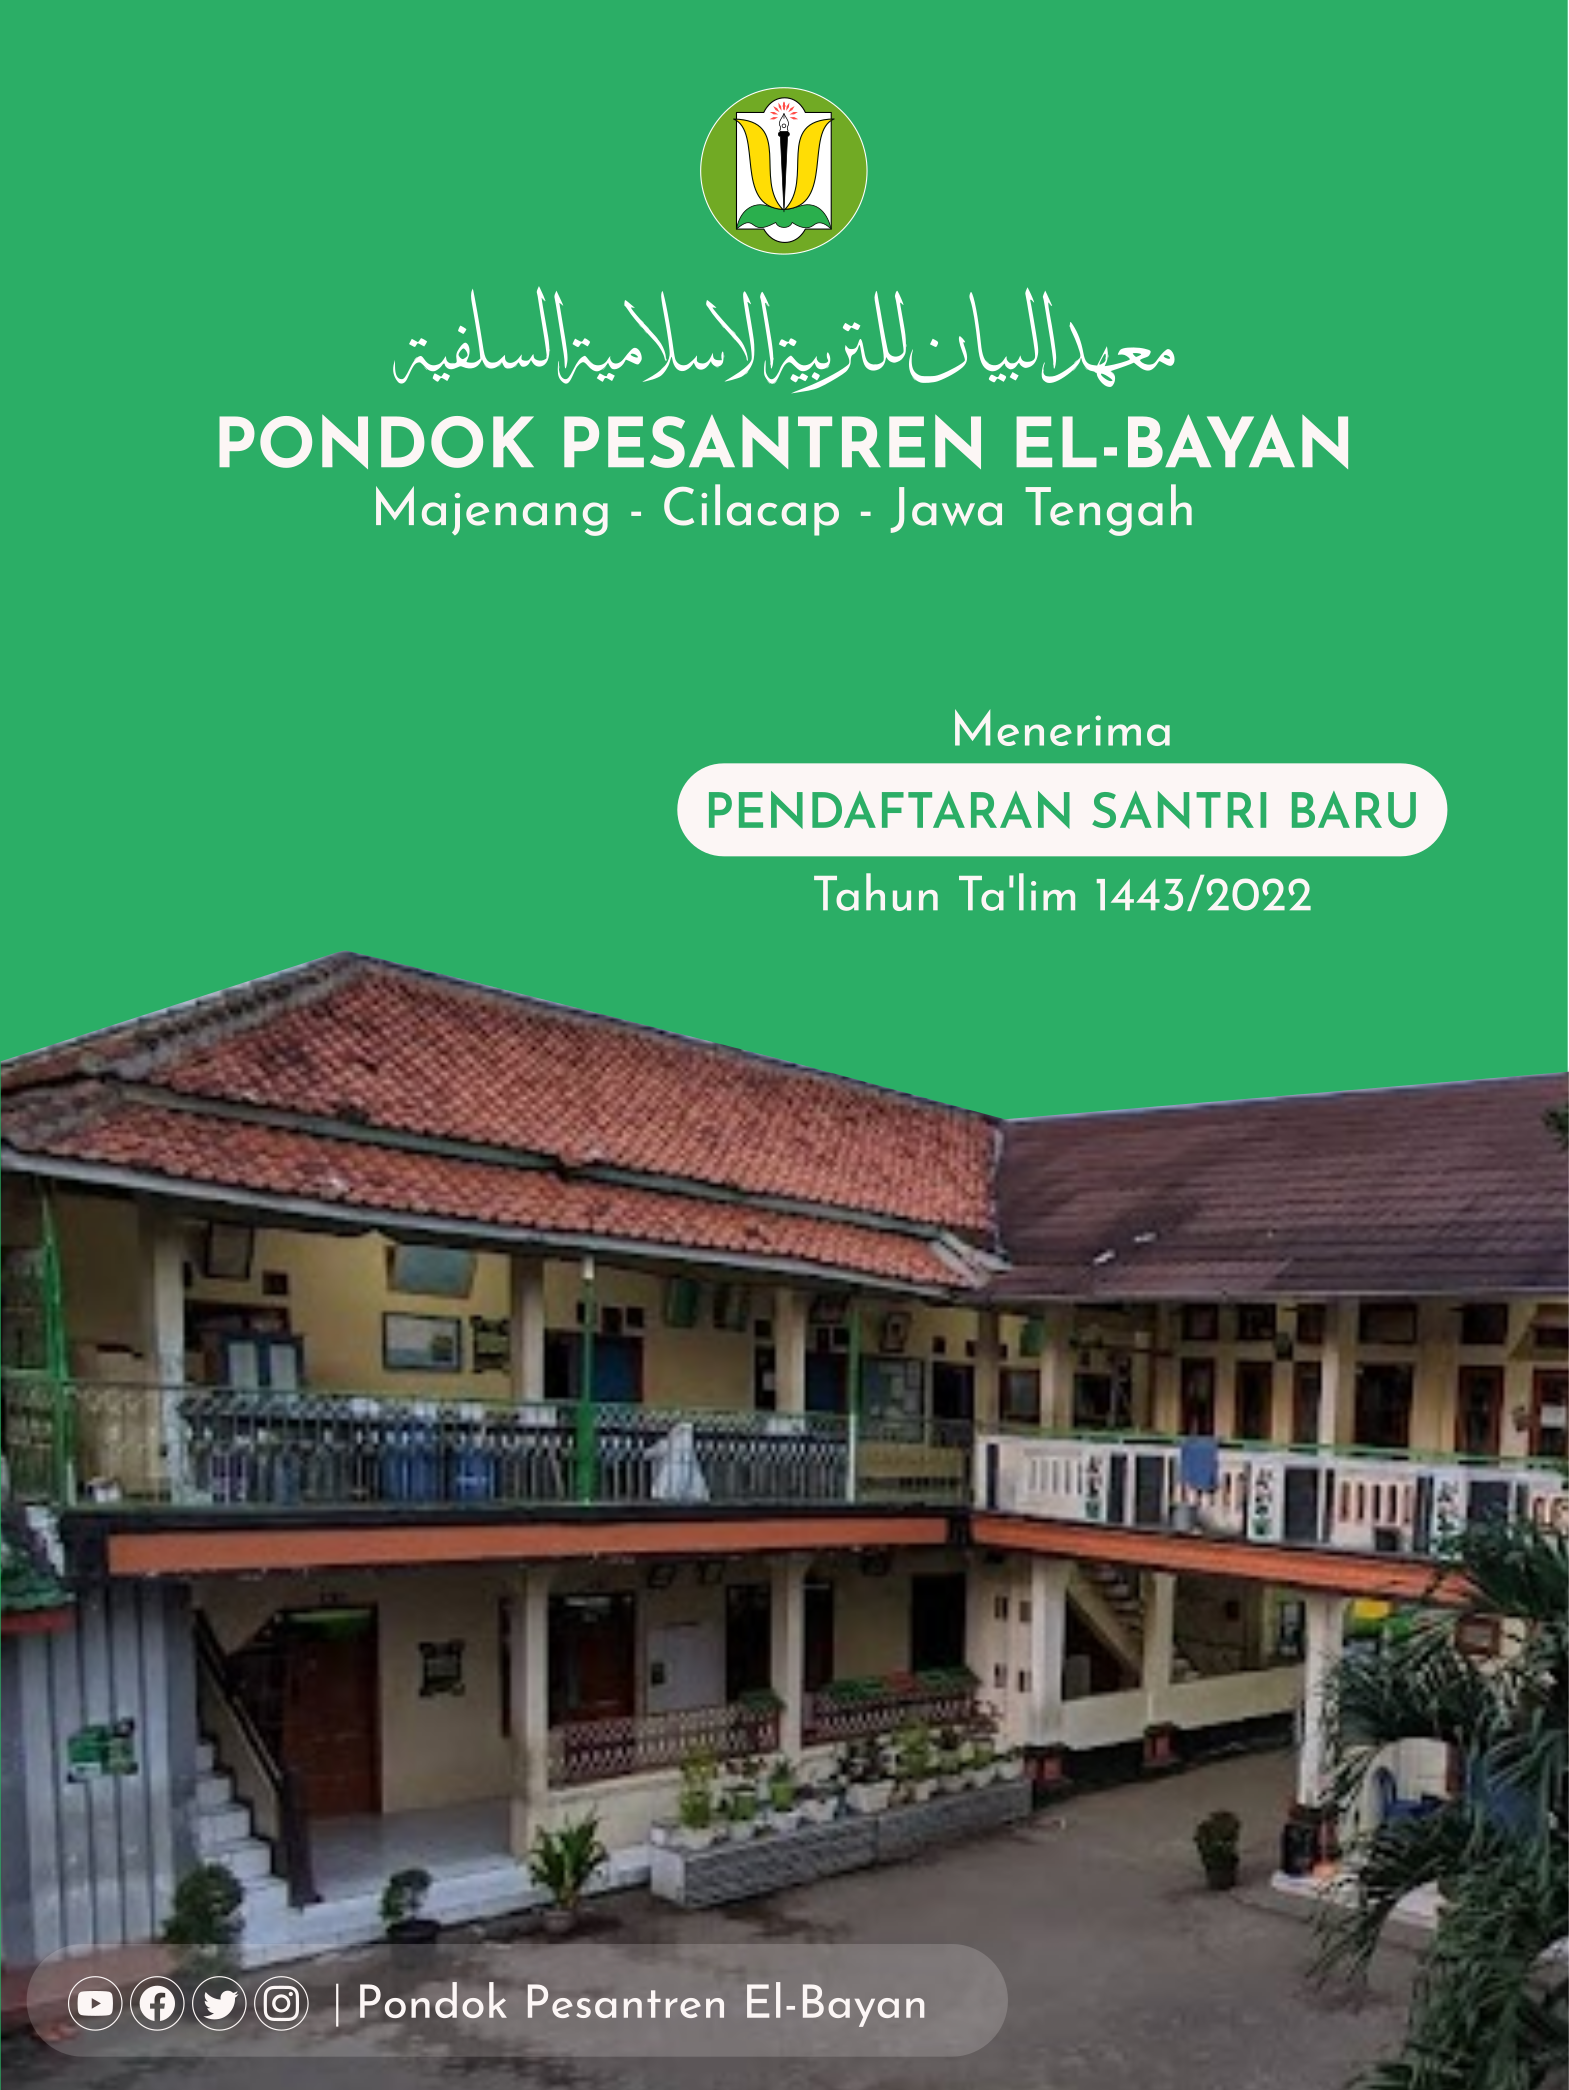 معهد البيان للتربية الاسلامية السلفية
PONDOK PESANTREN EL-BAYAN
Majenang - Cilacap - Jawa Tengah
Menerima
PENDAFTARAN SANTRI BARU
Tahun Ta'lim 1443/2022
| Pondok Pesantren El-Bayan